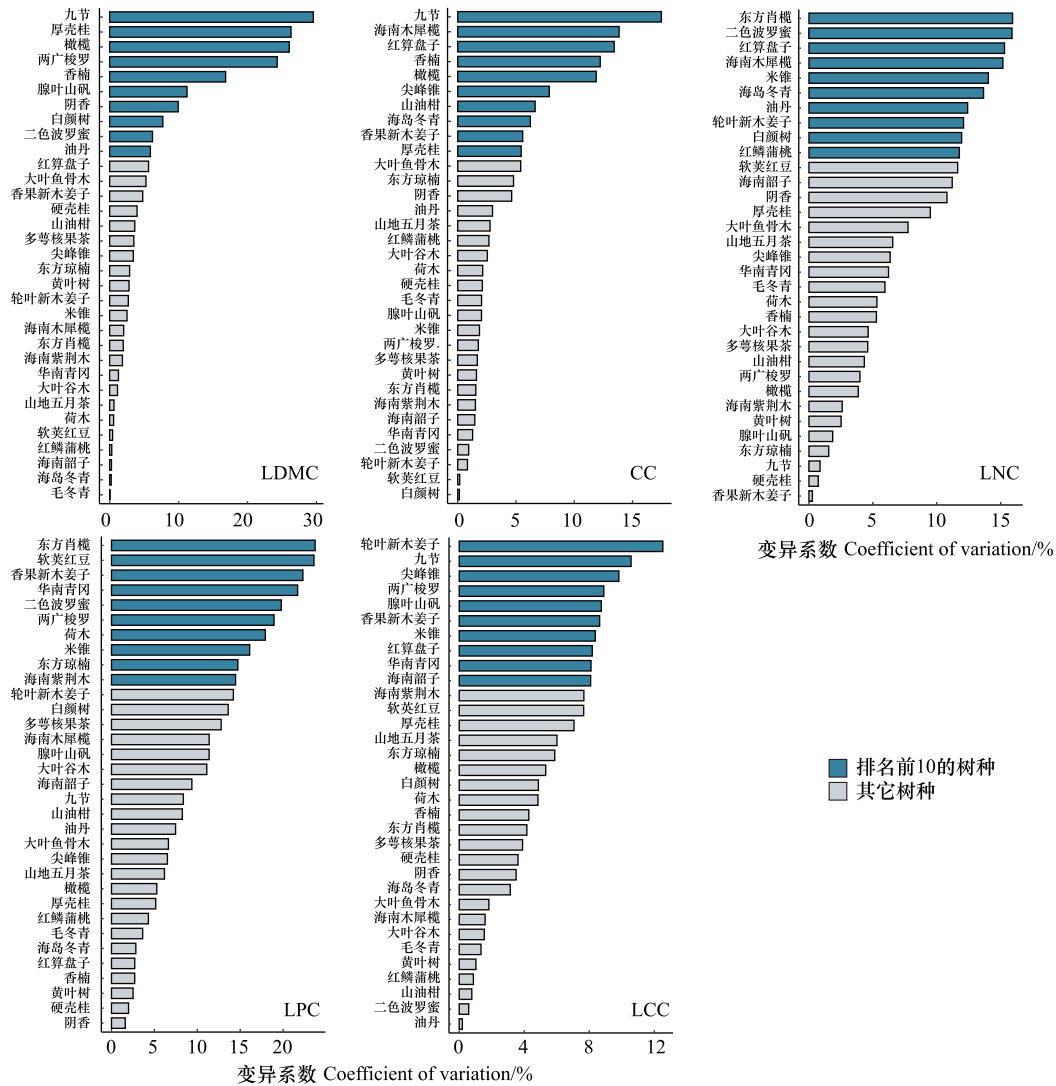 九节
厚壳桂
橄榄
两广梭罗
香楠
腺叶山矾
阴香
白颜树
二色波罗蜜
油丹
红算盘子
大叶鱼骨木
香果新木姜子
硬壳桂
山油柑
多萼核果茶
尖峰锥
东方琼楠
黄叶树
轮叶新木姜子
米锥
海南木犀榄
东方肖榄
海南紫荆木
华南青冈
大叶谷木
山地五月茶
荷木
软荚红豆
红鳞蒲桃
海南韶子
海岛冬青
毛冬青
LDMC
0 10 20 30
九节
海南木犀榄
红算盘子
香楠
橄榄
尖峰锥
山油柑
海岛冬青
香果新木姜子
厚壳桂
大叶鱼骨木
东方琼楠
阴香
油丹
山地五月茶
红鳞蒲桃
大叶谷木
荷木
硬壳桂
毛冬青
腺叶山矾
米锥
两广梭罗.
多萼核果茶
黄叶树
东方肖榄
海南紫荆木
海南韶子
华南青冈
二色波罗蜜
轮叶新木姜子
软荚红豆
白颜树
CC
0 5 10 15
东方肖榄
二色波罗蜜
红算盘子
海南木犀榄
米锥
海岛冬青
油丹
轮叶新木姜子
白颜树
红鳞蒲桃
软荚红豆
海南韶子
阴香
厚壳桂
大叶鱼骨木
山地五月茶
尖峰锥
华南青冈
毛冬青
荷木
香楠
大叶谷木
多萼核果茶
山油柑
两广梭罗
橄榄
海南紫荆木
黄叶树
腺叶山矾
东方琼楠
九节
硬壳桂
香果新木姜子
LNC
0 5 10 15
变异系数 Coefficient of variation/%
东方肖榄
软荚红豆
香果新木姜子
华南青冈
二色波罗蜜
两广梭罗
荷木
米锥
东方琼楠
海南紫荆木
轮叶新木姜子
白颜树
多萼核果茶
海南木犀榄
腺叶山矾
大叶谷木
海南韶子
九节
山油柑
油丹
大叶鱼骨木
尖峰锥
山地五月茶
橄榄
厚壳桂
红鳞蒲桃
毛冬青
海岛冬青
红算盘子
香楠
黄叶树
硬壳桂
阴香
LPC
0 5 10 15 20
轮叶新木姜子
九节
尖峰锥
两广梭罗
腺叶山矾
香果新木姜子
米锥
红算盘子
华南青冈
海南韶子
海南紫荆木
软荚红豆
厚壳桂
山地五月茶
东方琼楠
橄榄
白颜树
荷木
香楠
东方肖榄
多萼核果茶
硬壳桂
阴香
海岛冬青
大叶鱼骨木
海南木犀榄
大叶谷木
毛冬青
黄叶树
红鳞蒲桃
山油柑
二色波罗蜜
油丹
LCC
0 4 8 12
变异系数 Coefficient of variation/%
排名前10的树种
其它树种